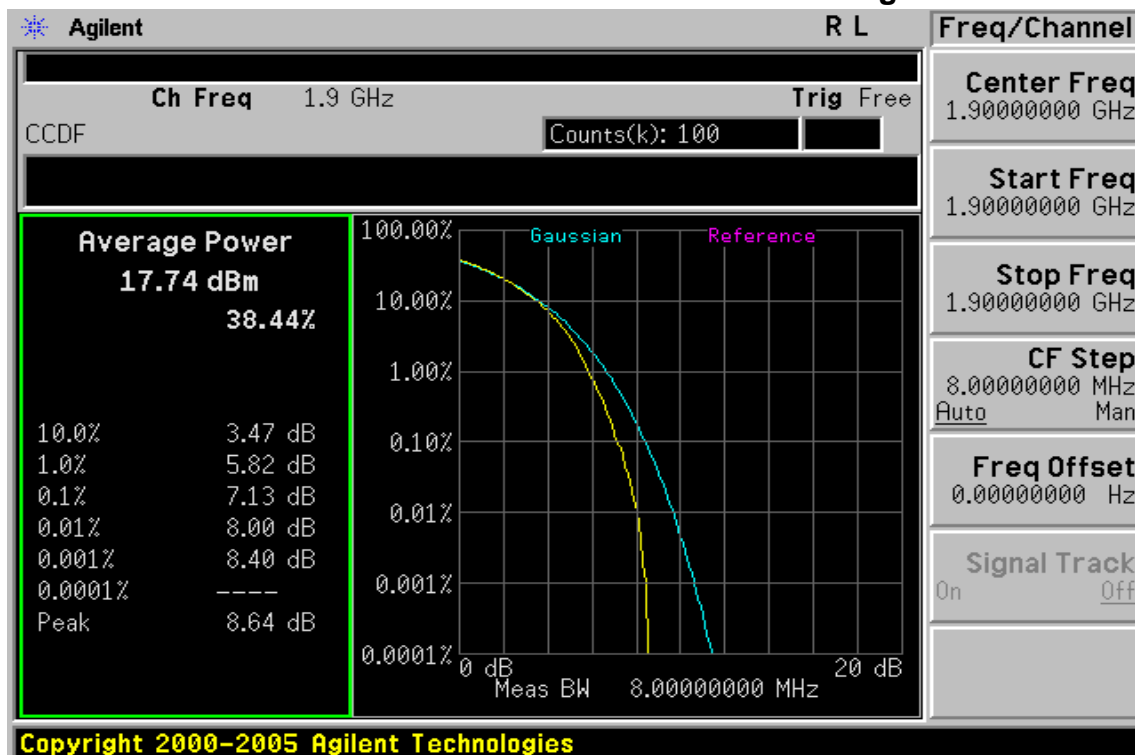 Agilent R L Freq/Channel
Ch Freq 1.9 GHz Trig Free
CCDF Counts(k): 100
Average Power
17.74 dBm
38.44%
10.0% 3.47 dB
1.0% 5.82 dB
0.1% 7.13 dB
0.01% 8.00 dB
0.001% 8.40 dB
0.0001% ----
Peak 8.64 dB
Gaussian Reference
100.00%
10.00%
1.00%
0.10%
0.01%
0.001%
0.0001%
0 dB 20 dB
Meas BW 8.00000000 MHz
Center Freq
1.90000000 GHz
Start Freq
1.90000000 GHz
Stop Freq
1.90000000 GHz
CF Step
8.00000000 MHz
Auto Man
Freq Offset
0.00000000 Hz
Signal Track
On Off
Copyright 2000-2005 Agilent Technologies